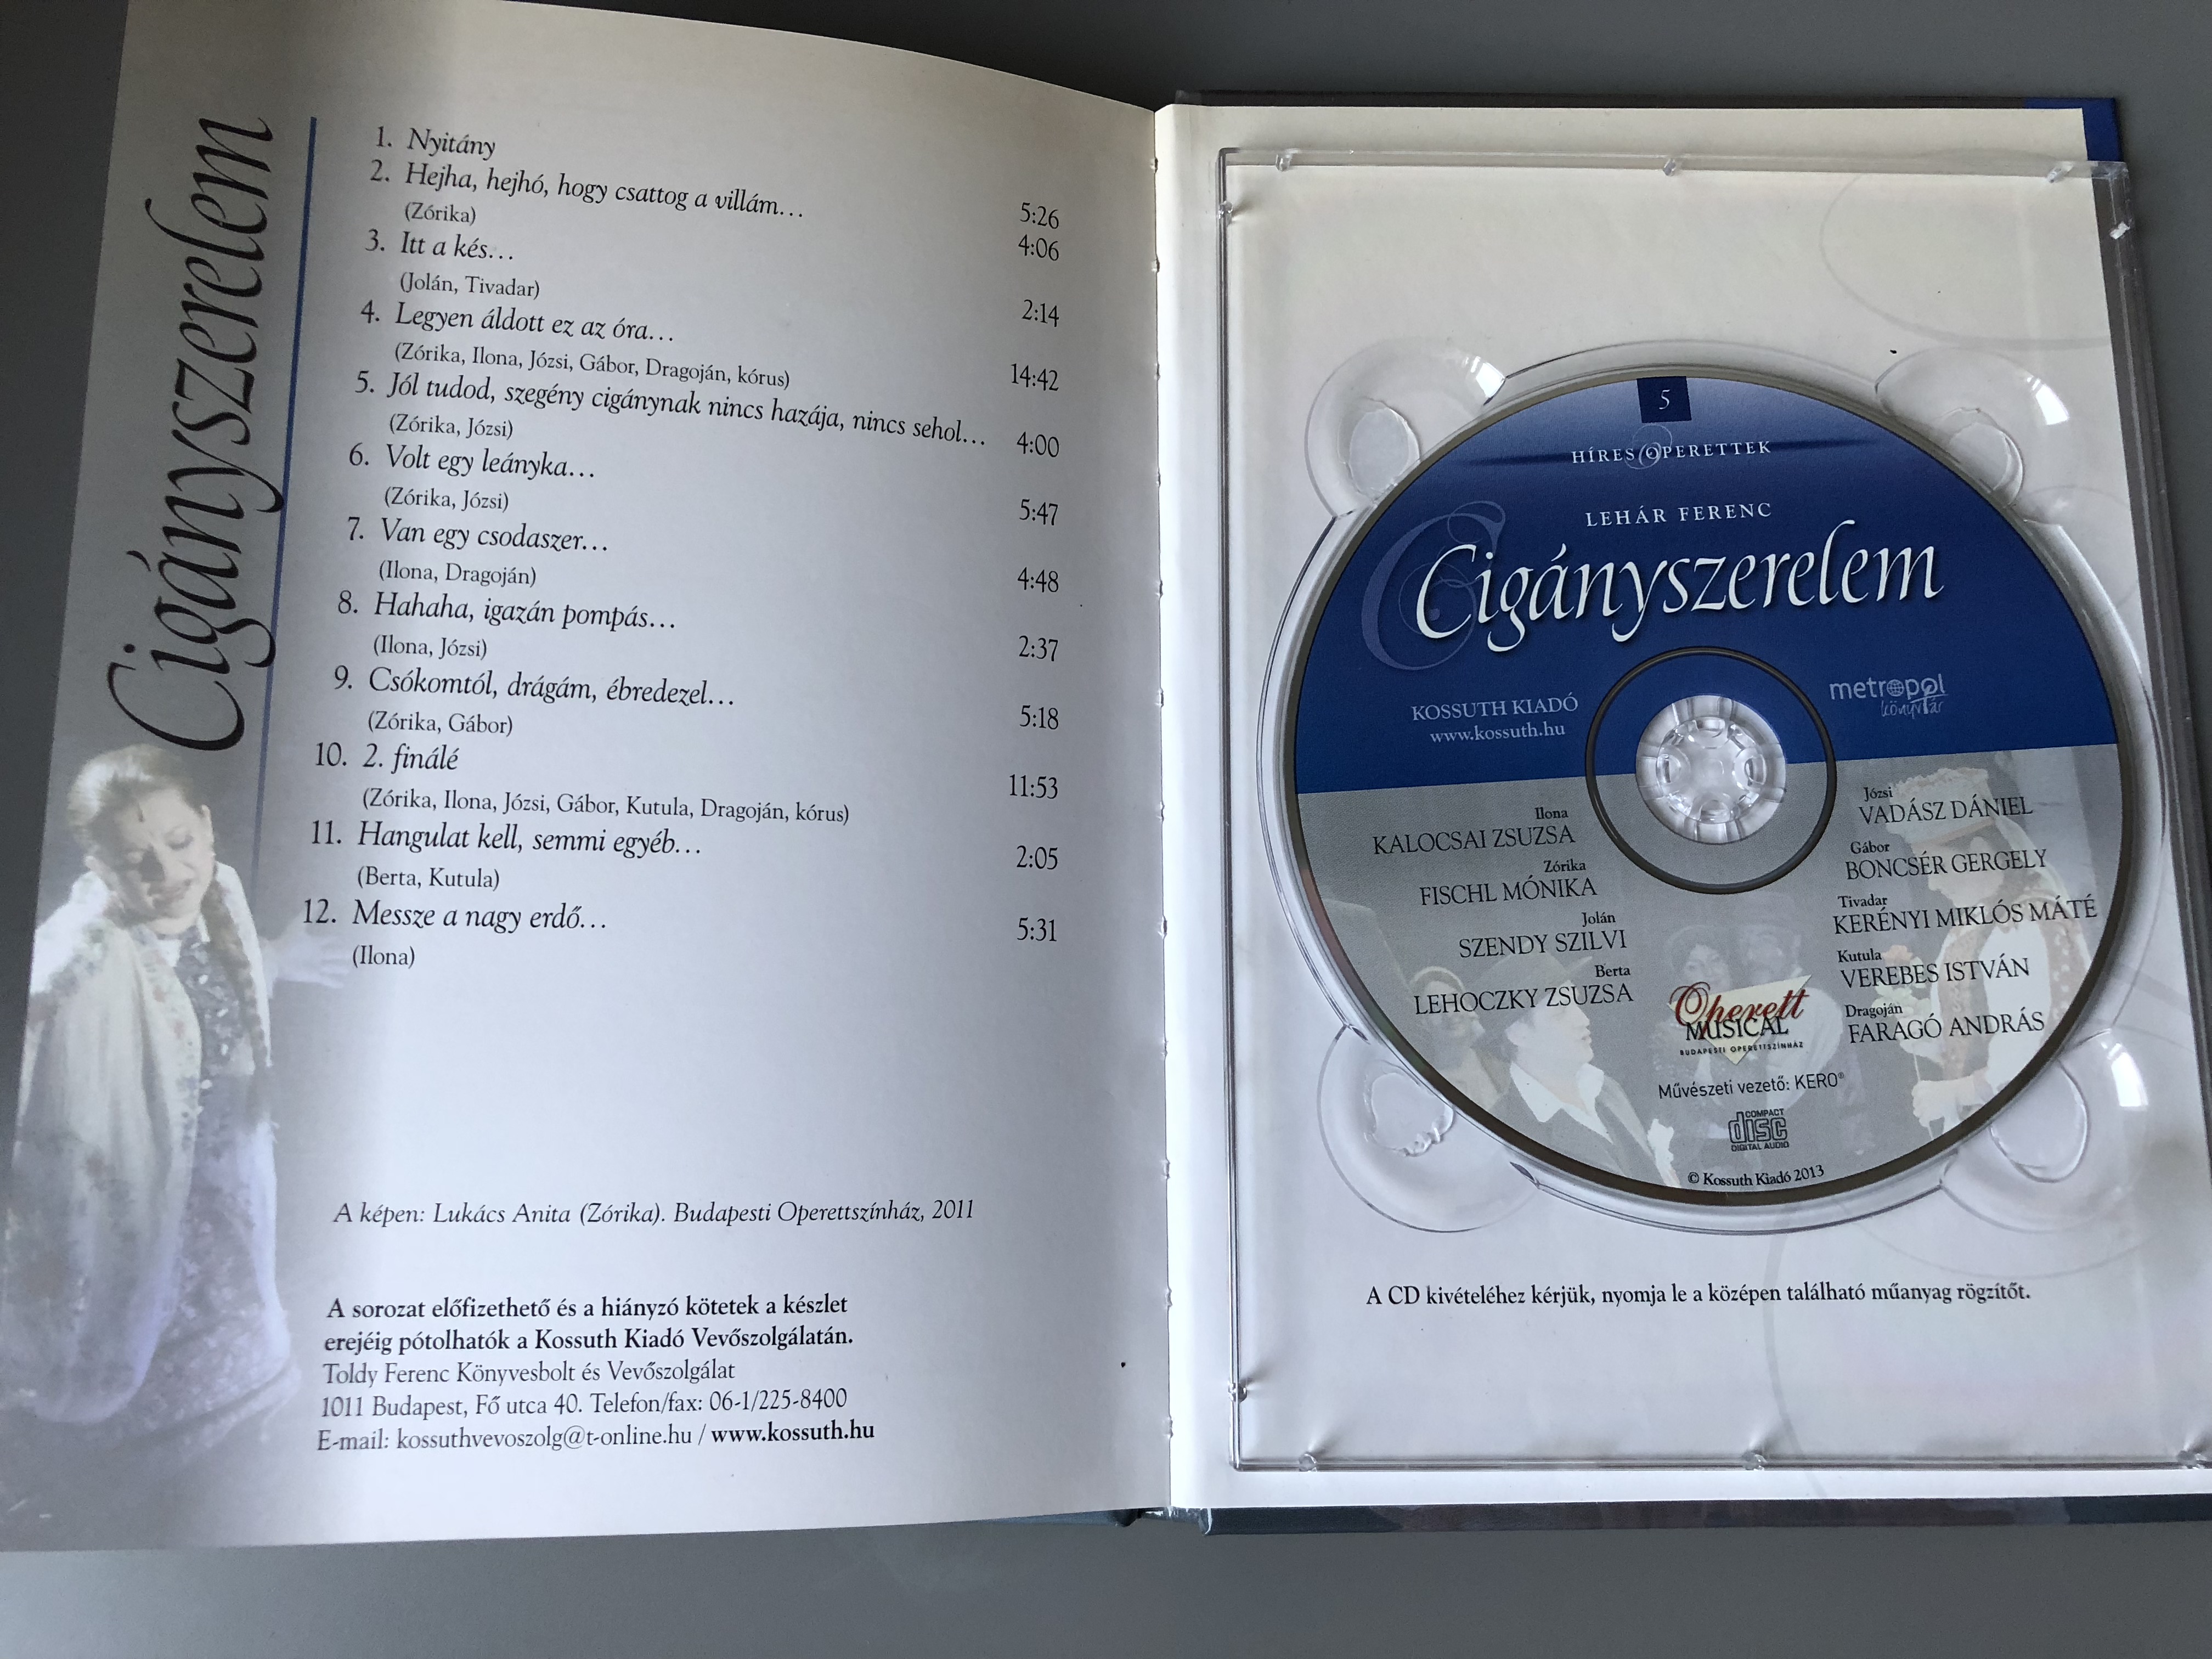 Cigányszerelem
1. Nyitány 5:26
2. Hejha, hejhó, hogy csattog a villám... 4:06
(Zórika)
3. Itt a kés... 2:14
(Jolán, Tivadar)
4. Legyen áldott ez az óra... 14:42
(Zórika, Ilona, Józsi, Gábor, Dragoján, kórus)
5. Jól tudod, szegény cigánynak nincs hazája, nincs sehol... 4:00
(Zórika, Józsi)
6. Volt egy leányka... 5:47
(Zórika, Józsi)
7. Van egy csodaszer... 4:48
(Ilona, Dragoján)
8. Hahaha, igazán pompás... 2:37
(Ilona, Józsi)
9. Csókomtól, drágám, ébredezel... 5:18
(Zórika, Gábor)
10. 2. finálé 11:53
(Zórika, Ilona, Józsi, Gábor, Kutula, Dragoján, kórus)
11. Hangulat kell, semmi egyéb... 2:05
(Berta, Kutula)
12. Messze a nagy erdő... 5:31
(Ilona)
A képen: Lukács Anita (Zórika). Budapesti Operettszínház, 2011
A sorozat előfizethető és a hiányzó kötetek a készlet
erejéig pótolhatók a Kossuth Kiadó Vevőszolgálatán.
Toldy Ferenc Könyvesbolt és Vevőszolgálat
1011 Budapest, Fő utca 40. Telefon/fax: 06-1/225-8400
E-mail: kossuthvevoszolg@t-online.hu / www.kossuth.hu
5
HÍRES OPERETTEK
LEHÁR FERENC
Cigányszerelem
KOSSUTH KIADÓ
www.kossuth.hu
metropol
könyvtár
Ilona
KALOCSAI ZSUZSA
Zórika
FISCHL MÓNIKA
Jolán
SZENDY SZILVI
Berta
LEHOCZKY ZSUZSA
Józsi
VADÁSZ DÁNIEL
Gábor
BONCSÉR GERGELY
Tivadar
KERÉNYI MIKLÓS MÁTÉ
Kutula
VEREBES ISTVÁN
Dragoján
FARAGÓ ANDRÁS
Operett
MUSICAL
BUDAPESTI OPERETTSZÍNHÁZ
Művészeti vezető: KERO®
COMPACT
disc
DIGITAL AUDIO
© Kossuth Kiadó 2013
A CD kivételéhez kérjük, nyomja le a középen található műanyag rögzítőt.